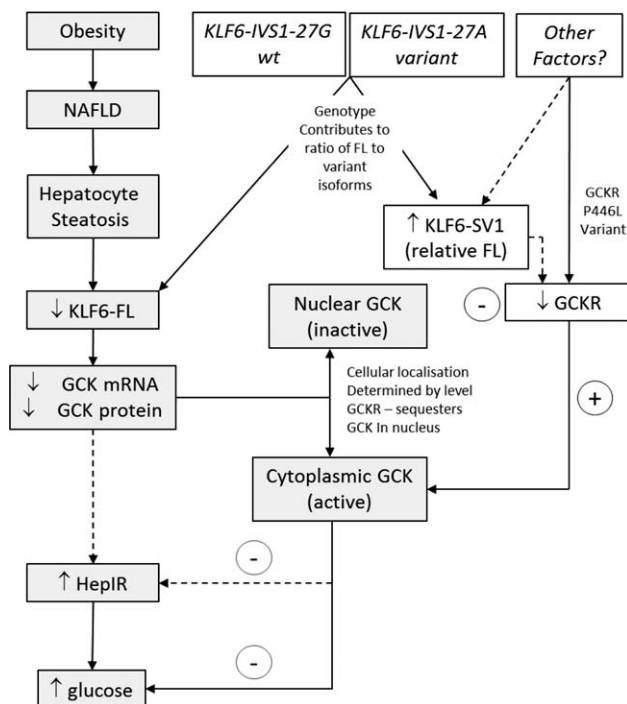 Obesity
KLF6-IVS1-27G
wt
KLF6-IVS1-27A
variant
Other
Factors?
NAFLD
Genotype
Contributes to
ratio of FL to
variant
isoforms
Hepatocyte
Steatosis
GCKR
P446L
Variant
↑ KLF6-SV1
(relative FL)
↓ KLF6-FL
Nuclear GCK
(inactive)
-
↓ GCKR
↓ GCK mRNA
↓ GCK protein
Cellular localisation
Determined by level
GCKR – sequesters
GCK In nucleus
+
Cytoplasmic GCK
(active)
-
↑ HepIR
-
↑ glucose